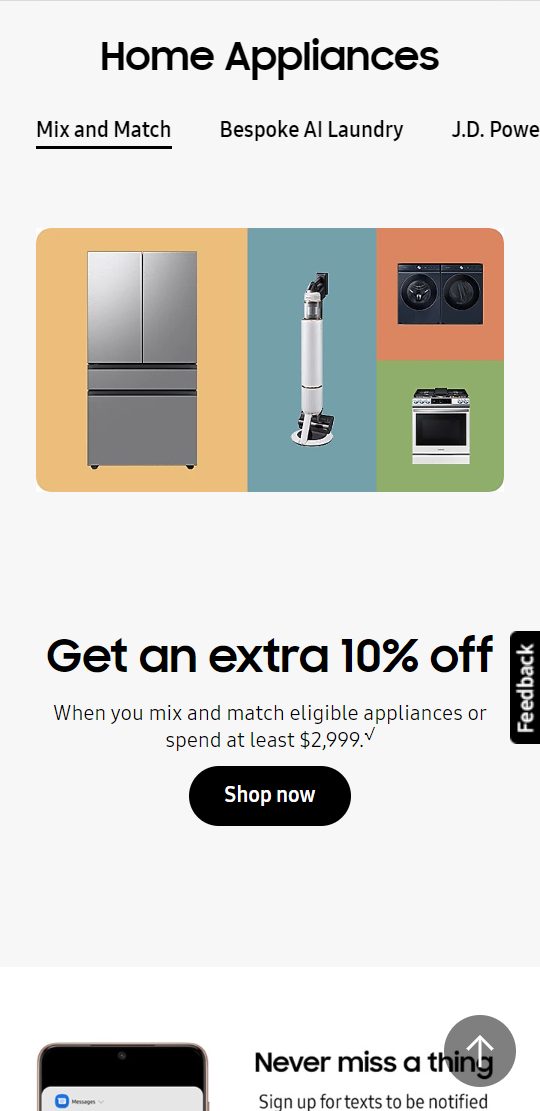 Home Appliances
Mix and Match Bespoke AI Laundry J.D. Powe
Get an extra 10% off
When you mix and match eligible appliances or
spend at least $2,999.√
Shop now
Feedback
Never miss a thing
Messages
Sign up for texts to be notified